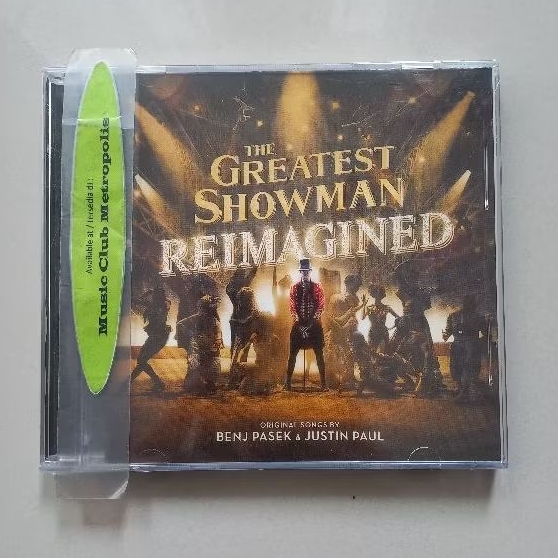 Available at / tersedia di :
Music Club Metropolis
THE
GREATEST
SHOWMAN
REIMAGINED
ORIGINAL SONGS BY
BENJ PASEK & JUSTIN PAUL